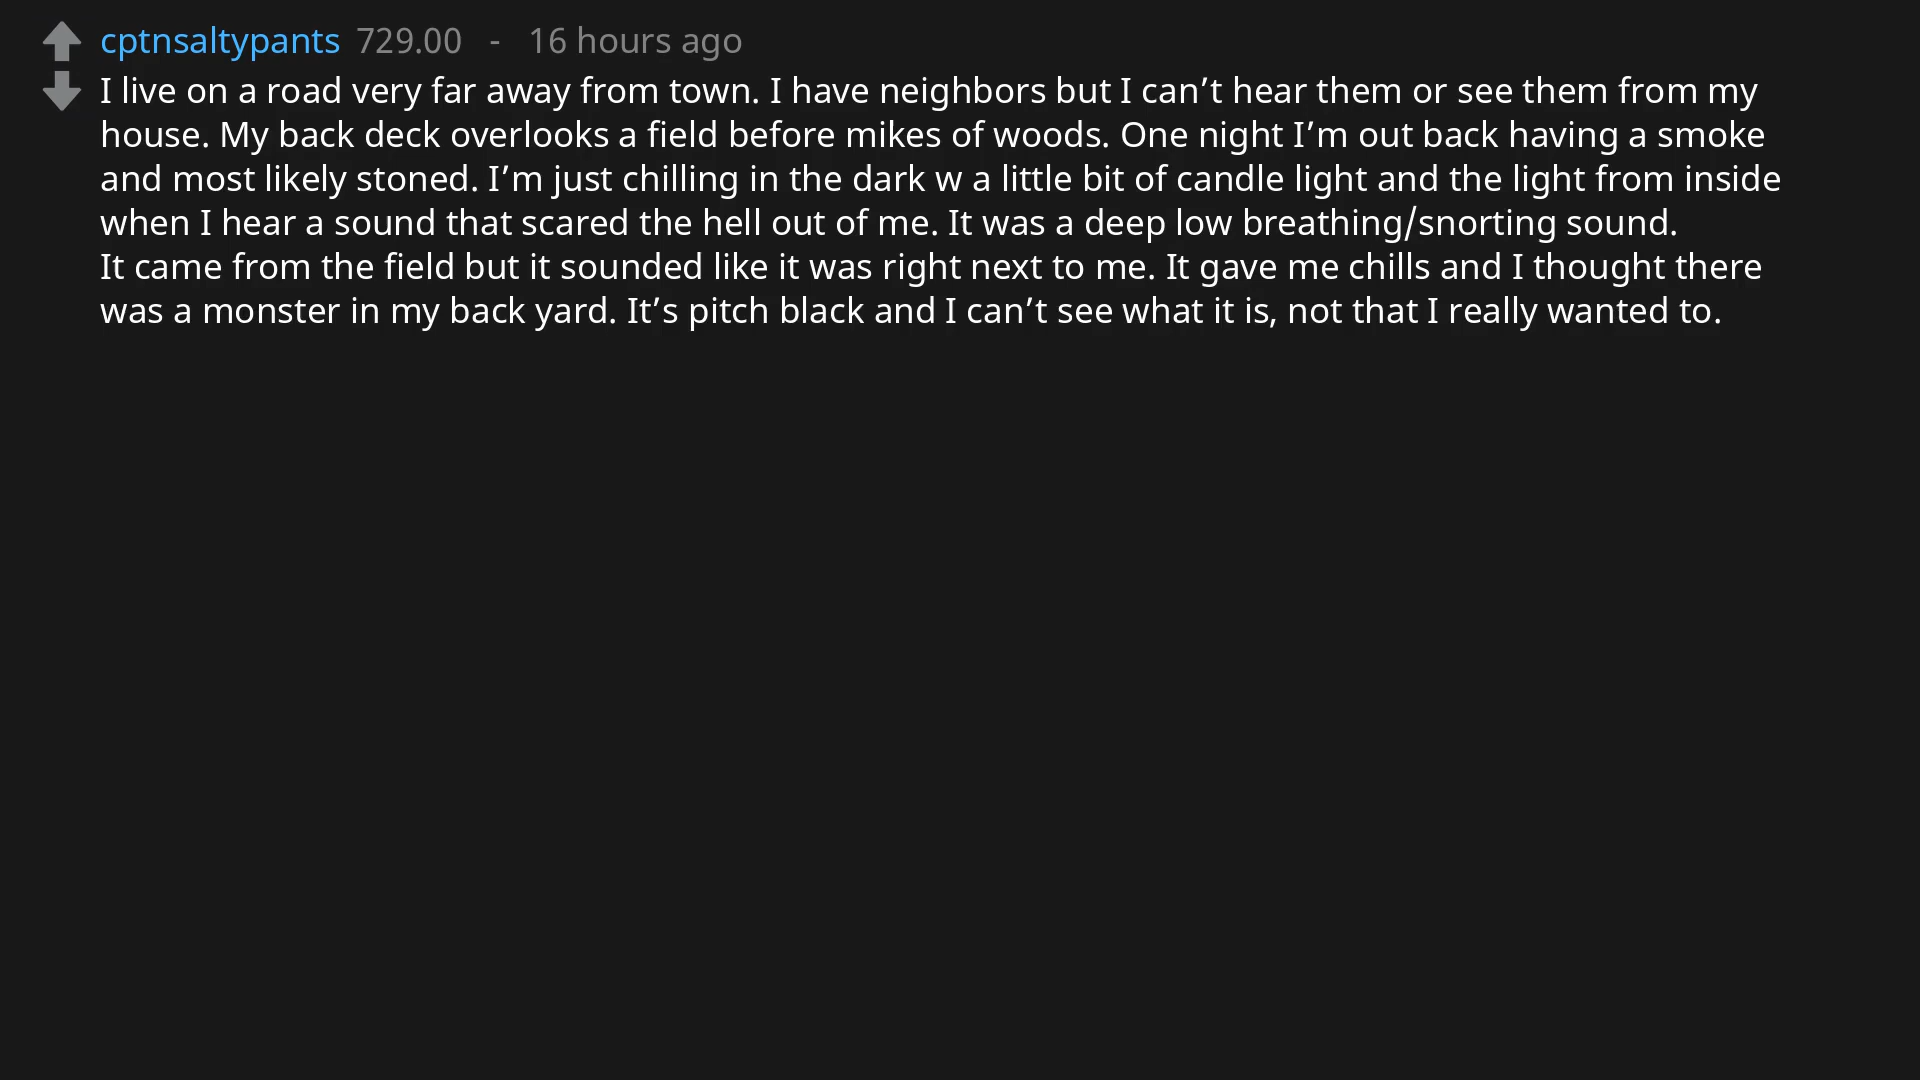 cptnsaltypants 729.00 - 16 hours ago
I live on a road very far away from town. I have neighbors but I can’t hear them or see them from my
house. My back deck overlooks a field before mikes of woods. One night I’m out back having a smoke
and most likely stoned. I’m just chilling in the dark w a little bit of candle light and the light from inside
when I hear a sound that scared the hell out of me. It was a deep low breathing/snorting sound.
It came from the field but it sounded like it was right next to me. It gave me chills and I thought there
was a monster in my back yard. It’s pitch black and I can’t see what it is, not that I really wanted to.